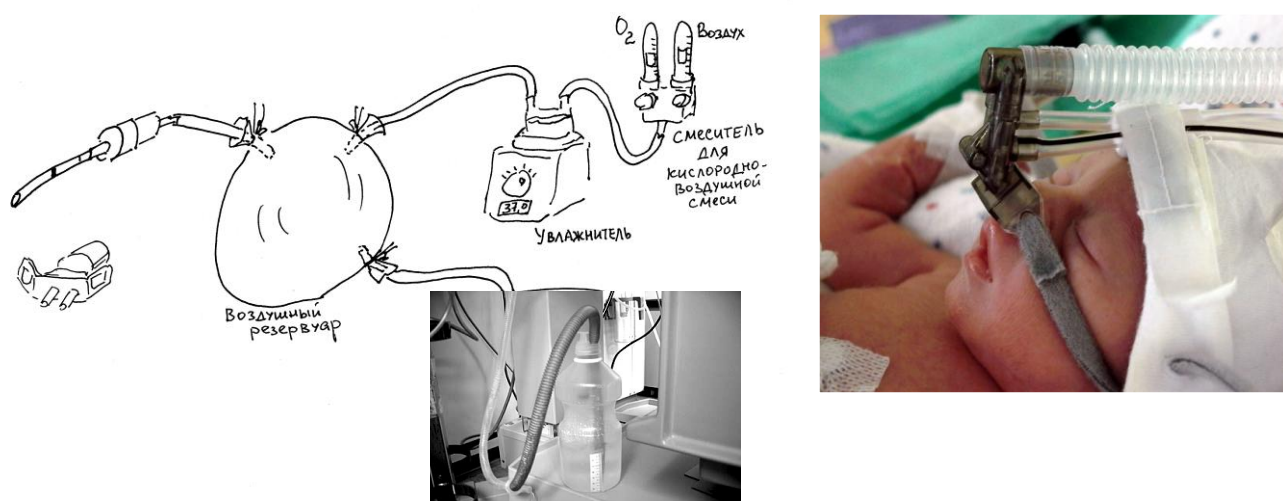 O₂
Воздух
Смеситель
для
кислородно-
воздушной
смеси
37,0
Увлажнитель
Воздушный
резервуар